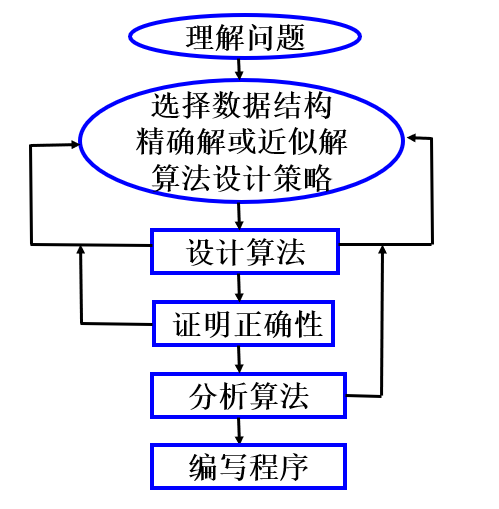 理解问题
选择数据结构
精确解或近似解
算法设计策略
设计算法
证明正确性
分析算法
编写程序